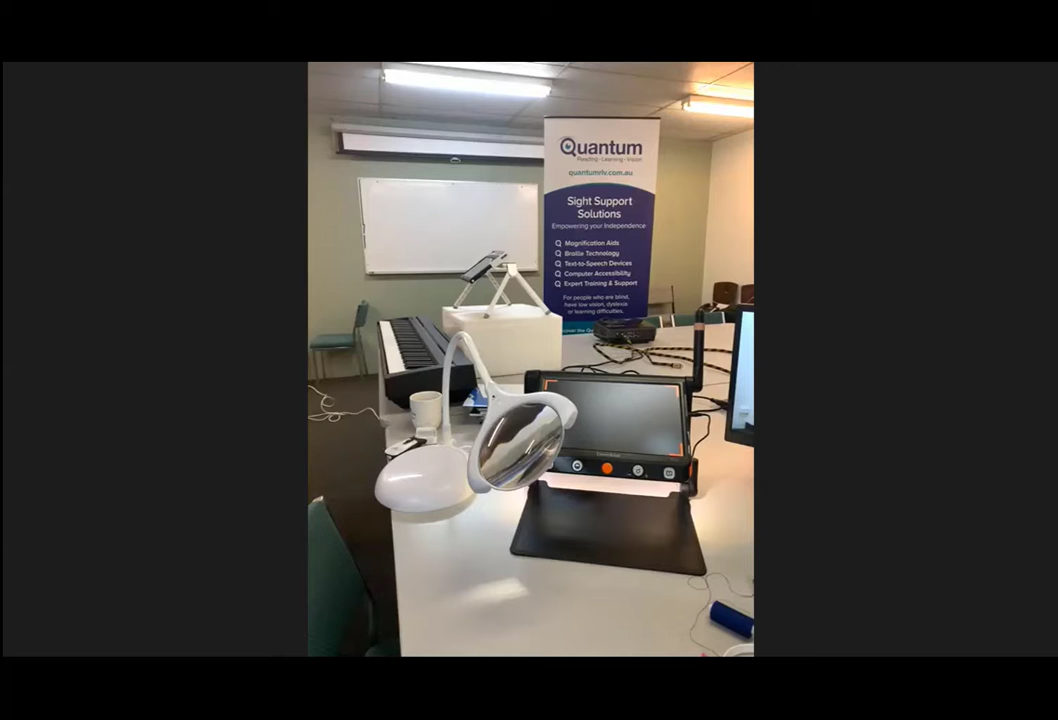 Quantum
Reading · Learning · Vision
quantumrlv.com.au
Sight Support
Solutions
Empowering your Independence
Magnification Aids
Braille Technology
Text-to-Speech Devices
Computer Accessibility
Expert Training & Support
For people who are blind,
have low vision, dyslexia
or learning difficulties.